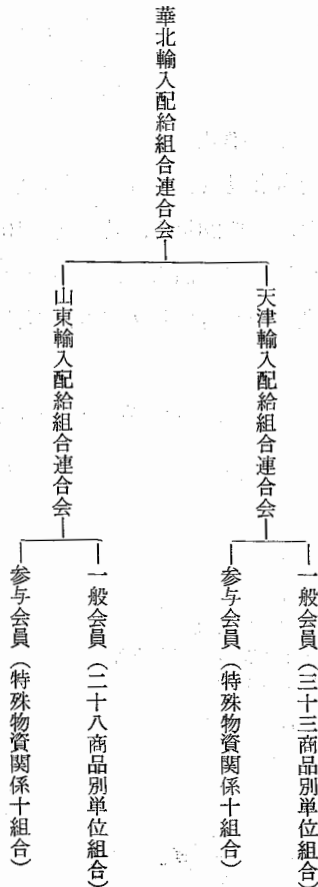 華北輸入配給組合連合会
天津輸入配給組合連合会
一般会員（三十三商品別単位組合）
参与会員（特殊物資関係十組合）
山東輸入配給組合連合会
一般会員（二十八商品別単位組合）
参与会員（特殊物資関係十組合）